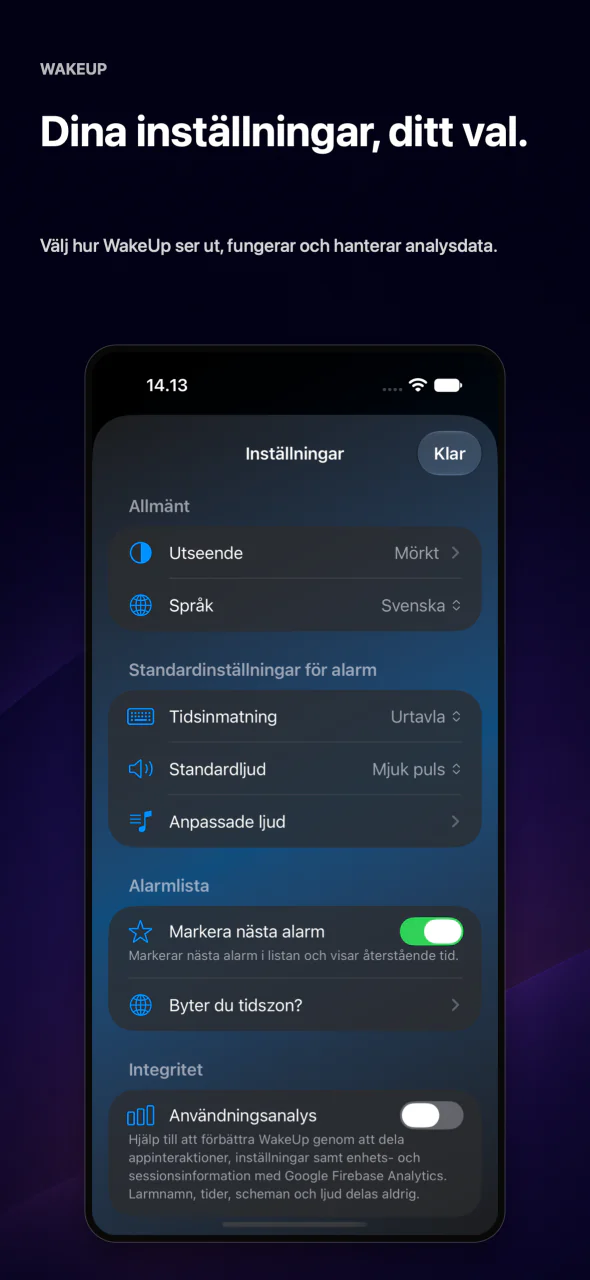 WAKEUP
Dina inställningar, ditt val.
Välj hur WakeUp ser ut, fungerar och hanterar analysdata.
14.13
Inställningar
Klar
Allmänt
Utseende Mörkt
Språk Svenska
Standardinställningar för alarm
Tidsinmatning Urtavla
Standardljud Mjuk puls
Anpassade ljud
Alarmlista
Markera nästa alarm
Markerar nästa alarm i listan och visar återstående tid.
Byter du tidszon?
Integritet
Användningsanalys
Hjälp till att förbättra WakeUp genom att dela
appinteraktioner, inställningar samt enhets- och
sessionsinformation med Google Firebase Analytics.
Larmnamn, tider, scheman och ljud delas aldrig.